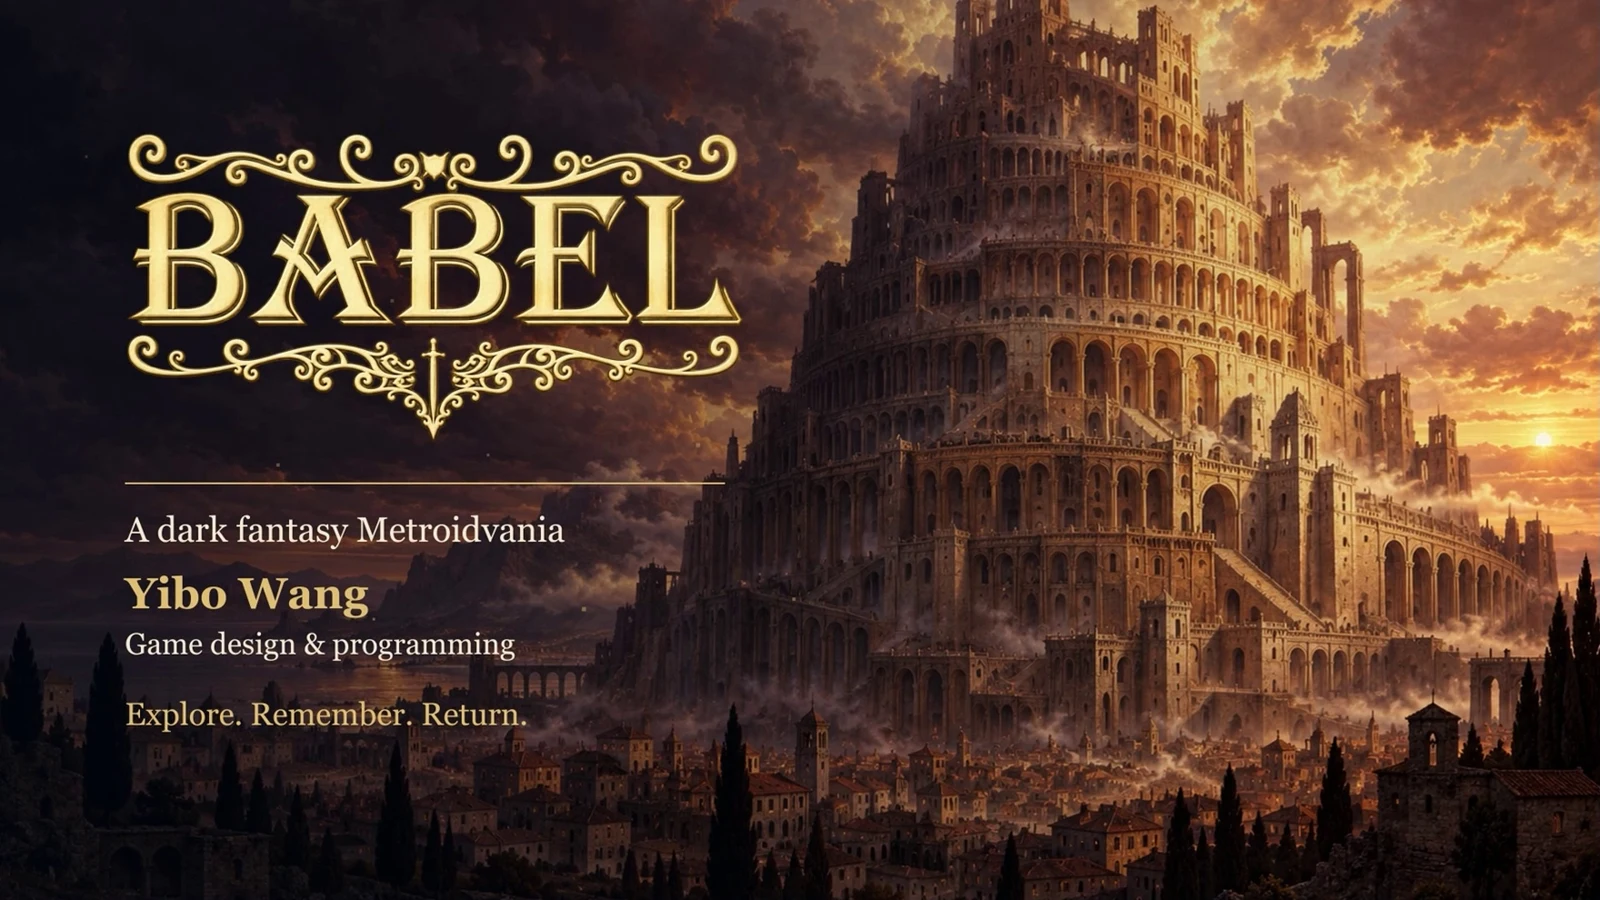 BABEL
A dark fantasy Metroidvania
Yibo Wang
Game design & programming
Explore. Remember. Return.